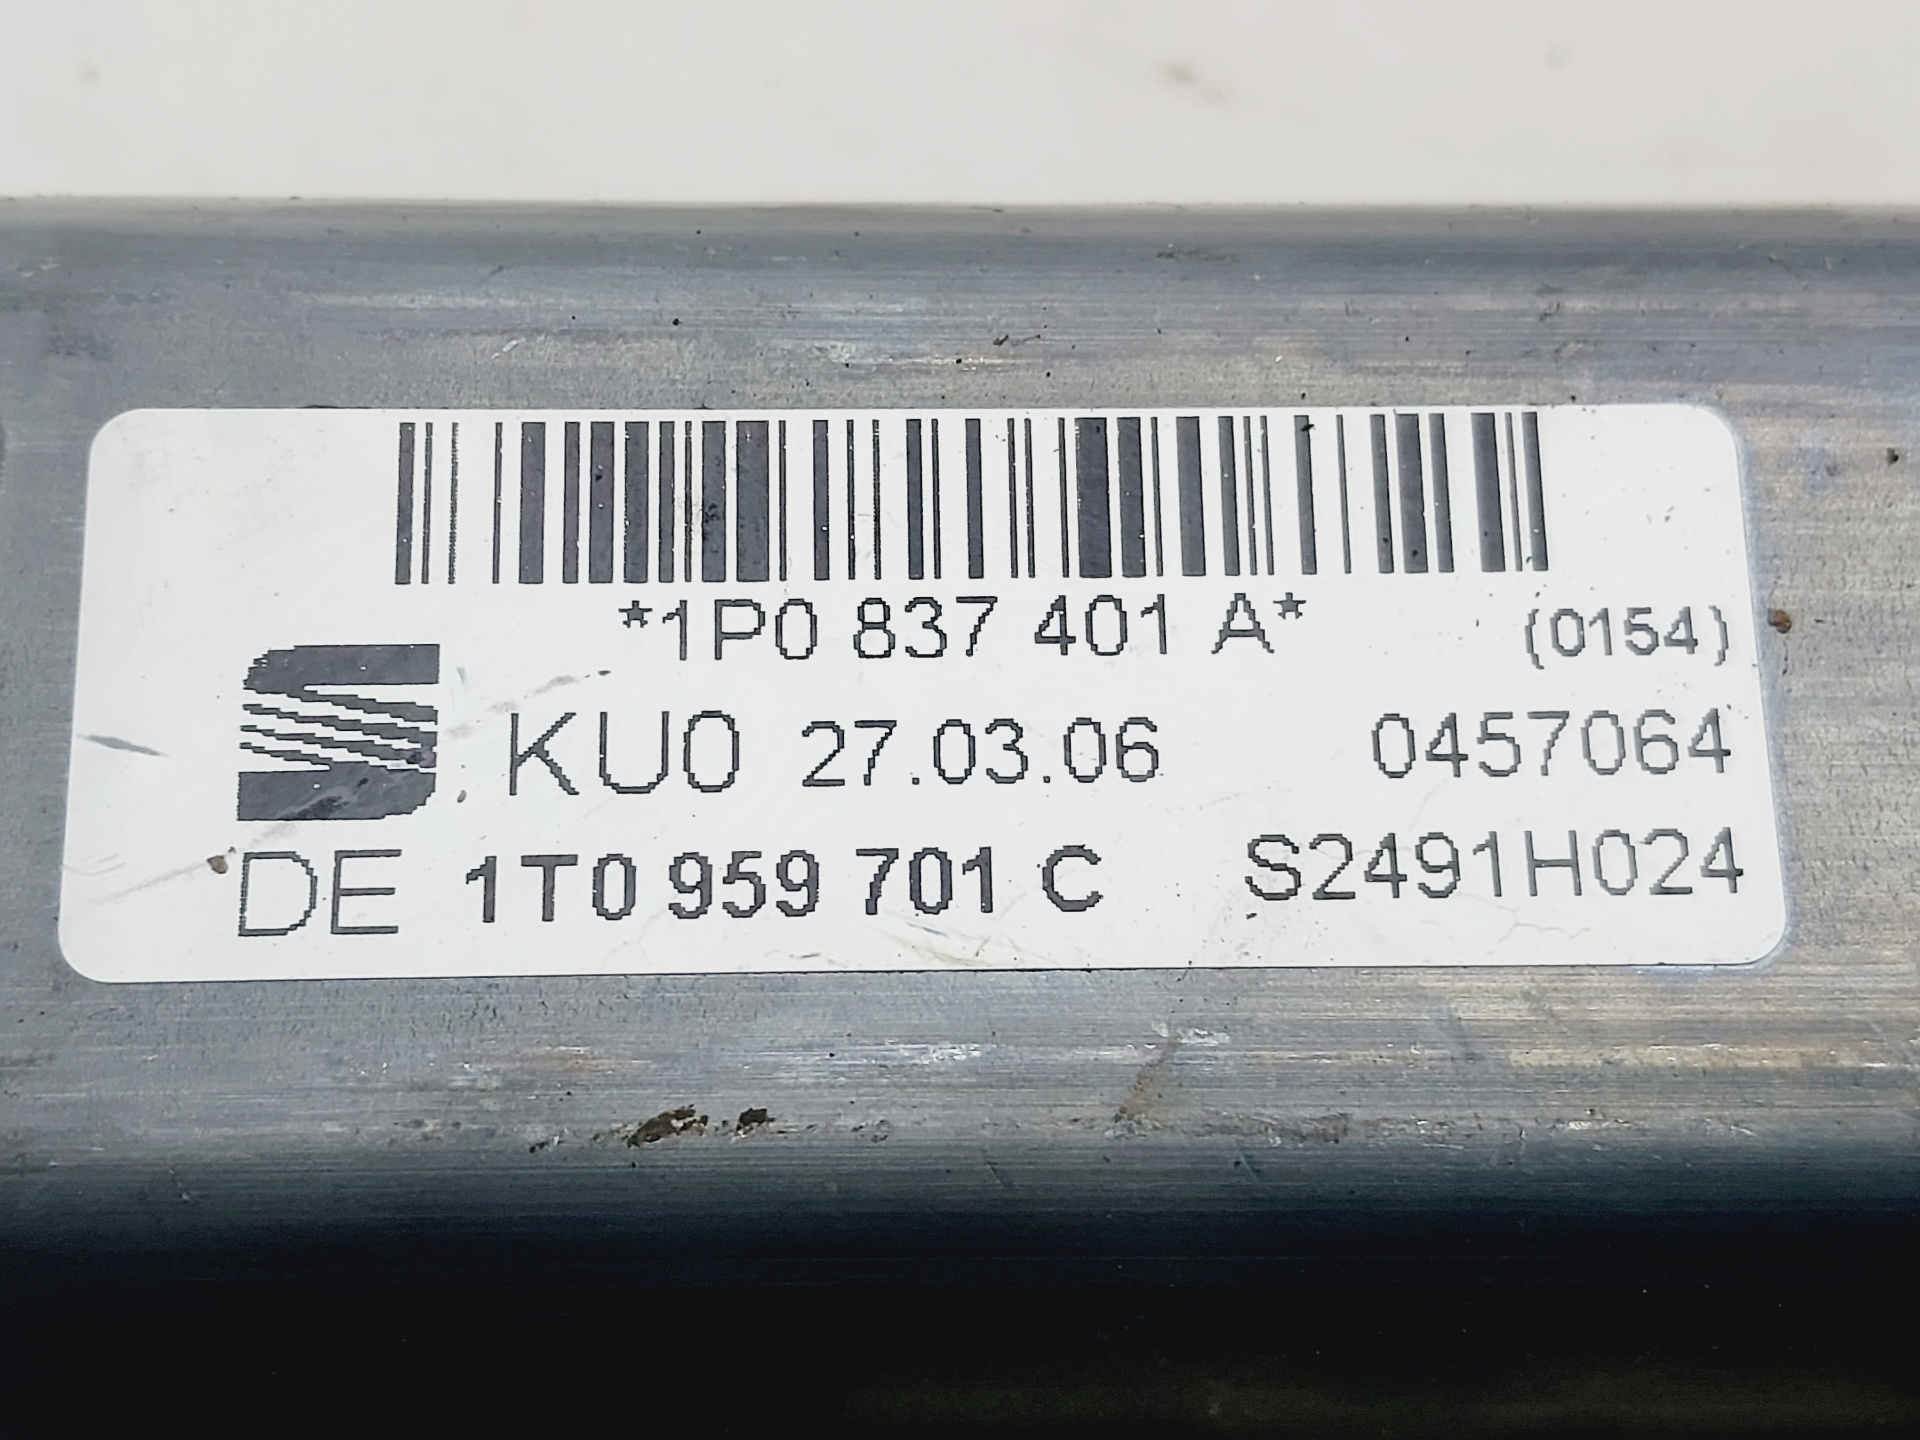 *1P0 837 401 A* (0154)
KU0 27.03.06 0457064
DE 1T0 959 701 C S2491H024